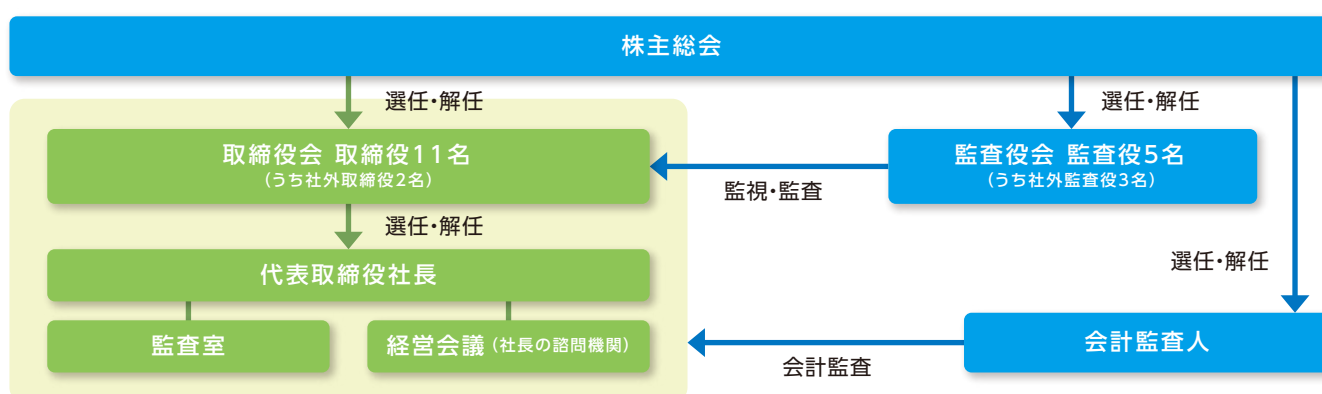 株主総会
選任・解任
選任・解任
取締役会 取締役11名
(うち社外取締役2名)
監査役会 監査役5名
(うち社外監査役3名)
監視・監査
選任・解任
選任・解任
代表取締役社長
監査室
経営会議(社長の諮問機関)
会計監査人
会計監査